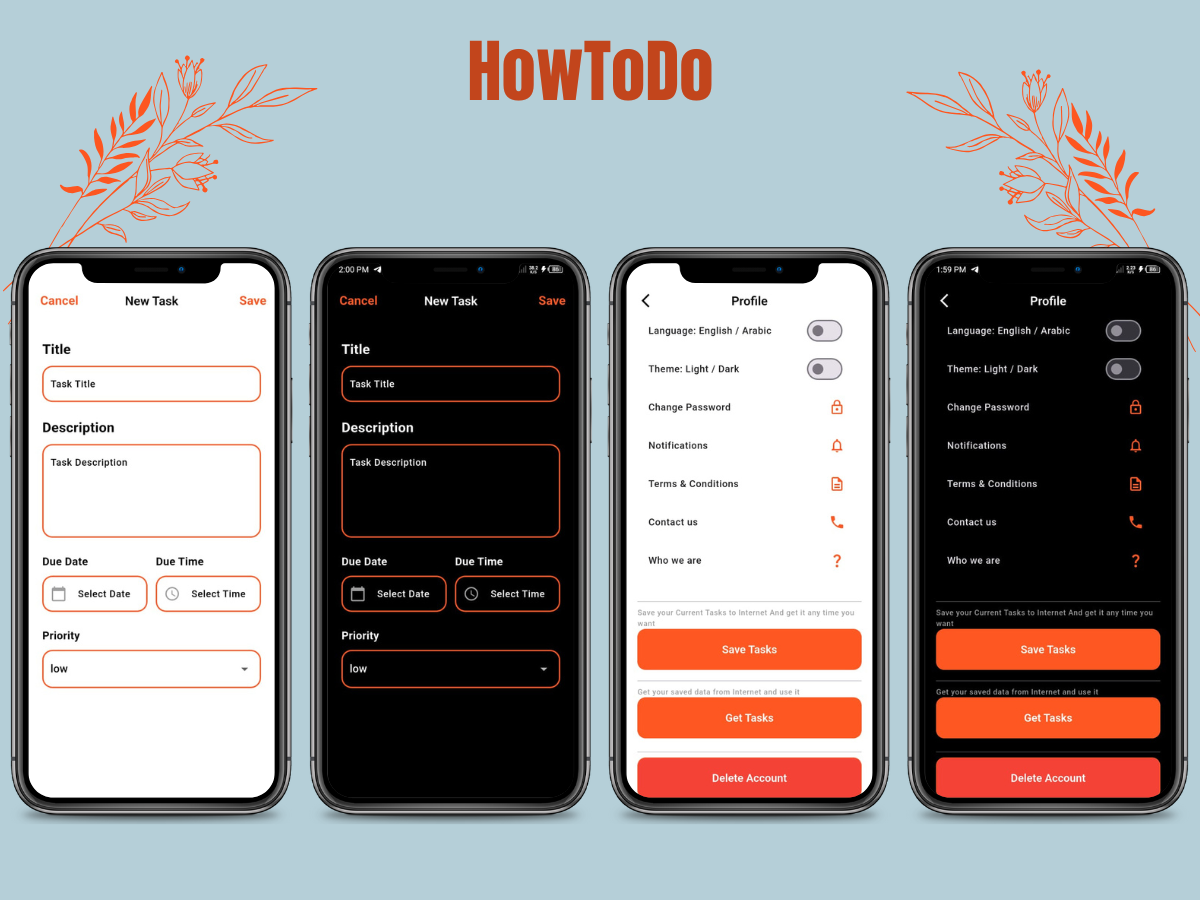 HowToDo
Cancel New Task Save
Title
Task Title
Description
Task Description
Due Date Due Time
Select Date Select Time
Priority
low
2:00 PM
Cancel New Task Save
Title
Task Title
Description
Task Description
Due Date Due Time
Select Date Select Time
Priority
low
Profile
Language: English / Arabic
Theme: Light / Dark
Change Password
Notifications
Terms & Conditions
Contact us
Who we are
?
Save your Current Tasks to Internet And get it any time you
want
Save Tasks
Get your saved data from Internet and use it
Get Tasks
Delete Account
1:59 PM
Profile
Language: English / Arabic
Theme: Light / Dark
Change Password
Notifications
Terms & Conditions
Contact us
Who we are
?
Save your Current Tasks to Internet And get it any time you
want
Save Tasks
Get your saved data from Internet and use it
Get Tasks
Delete Account